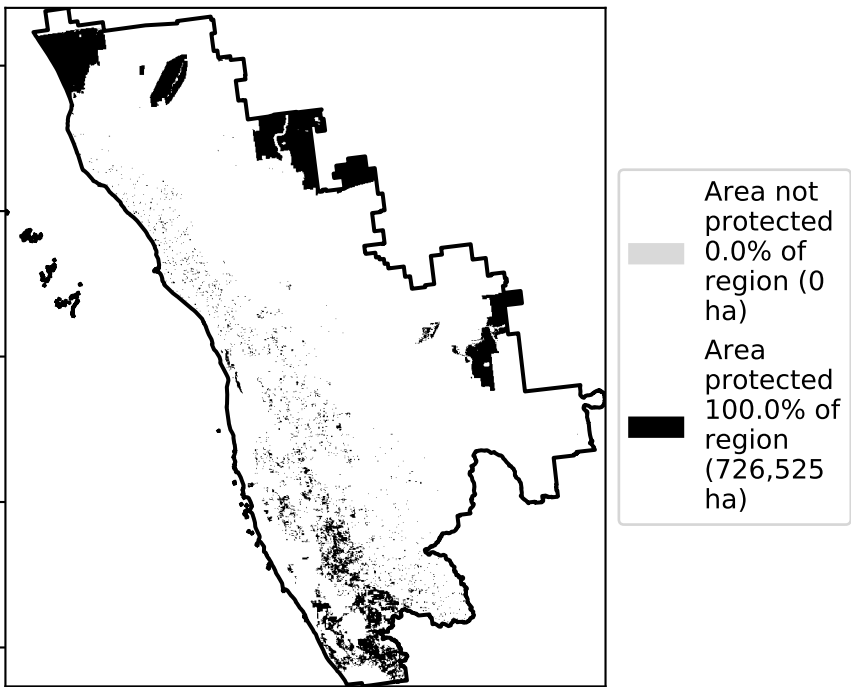 Area not
protected
0.0% of
region (0
ha)
Area
protected
100.0% of
region
(726,525
ha)